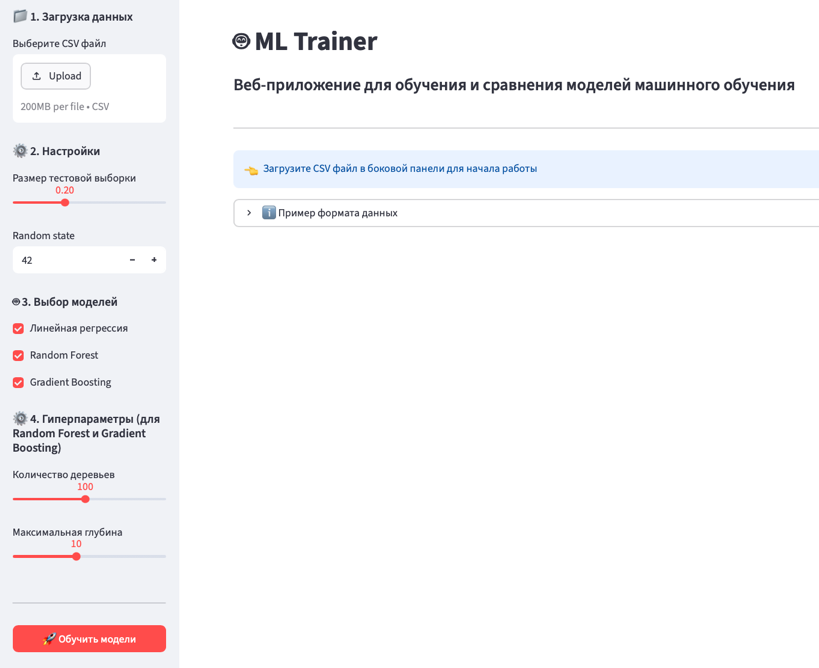 1. Загрузка данных
Выберите CSV файл
Upload
200MB per file • CSV
2. Настройки
Размер тестовой выборки
0.20
Random state
42
3. Выбор моделей
Линейная регрессия
Random Forest
Gradient Boosting
4. Гиперпараметры (для
Random Forest и Gradient
Boosting)
Количество деревьев
100
Максимальная глубина
10
Обучить модели
ML Trainer
Веб-приложение для обучения и сравнения моделей машинного обучения
Загрузите CSV файл в боковой панели для начала работы
Пример формата данных